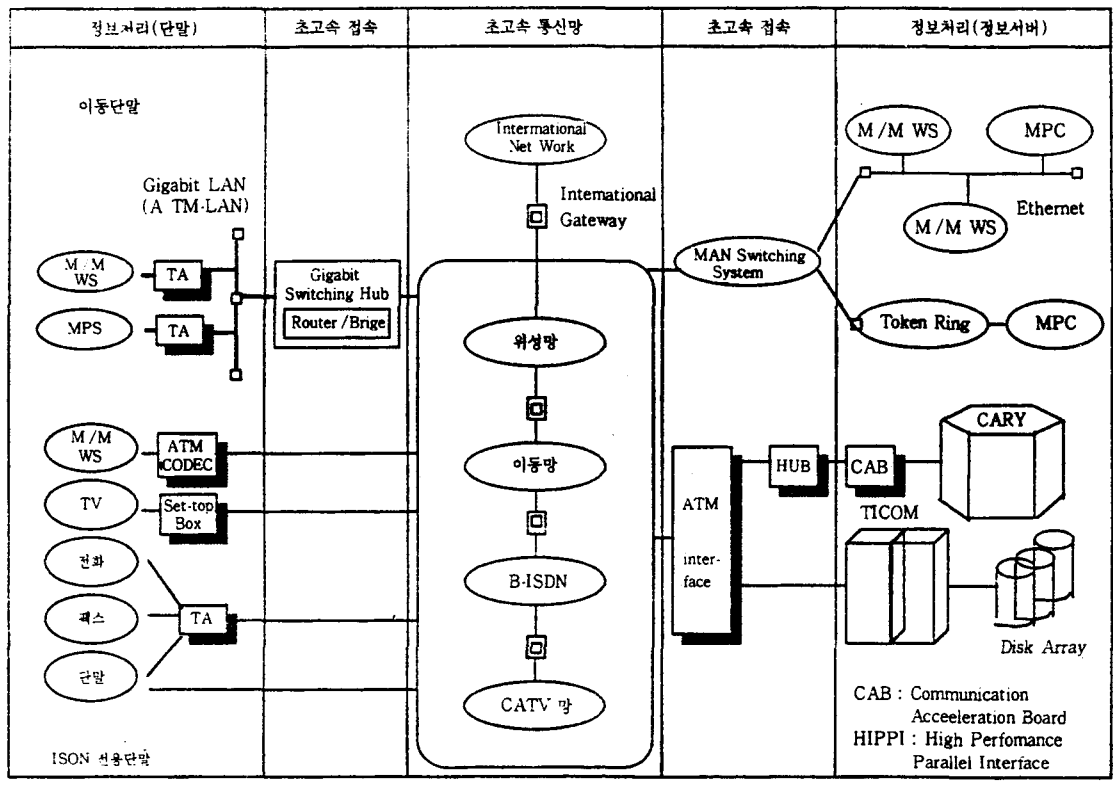 정보처리(단말)
초고속 접속
초고속 통신망
초고속 접속
정보처리(정보서버)
이동단말
Gigabit LAN
(A TM·LAN)
M/M
WS
TA
MPS
TA
Gigabit
Switching Hub
Router/Brige
M/M
WS
ATM
CODEC
TV
Set-top
Box
전화
팩스
단말
TA
ISON 전용단말
International
Net Work
International
Gateway
위성망
이동망
B-ISDN
CATV 망
MAN Switching
System
ATM
inter-
face
HUB
M/M WS
MPC
M/M WS
Ethernet
Token Ring
MPC
CARY
CAB
TICOM
Disk Array
CAB : Communication
Acceeleration Board
HIPPI : High Perfomance
Parallel Interface